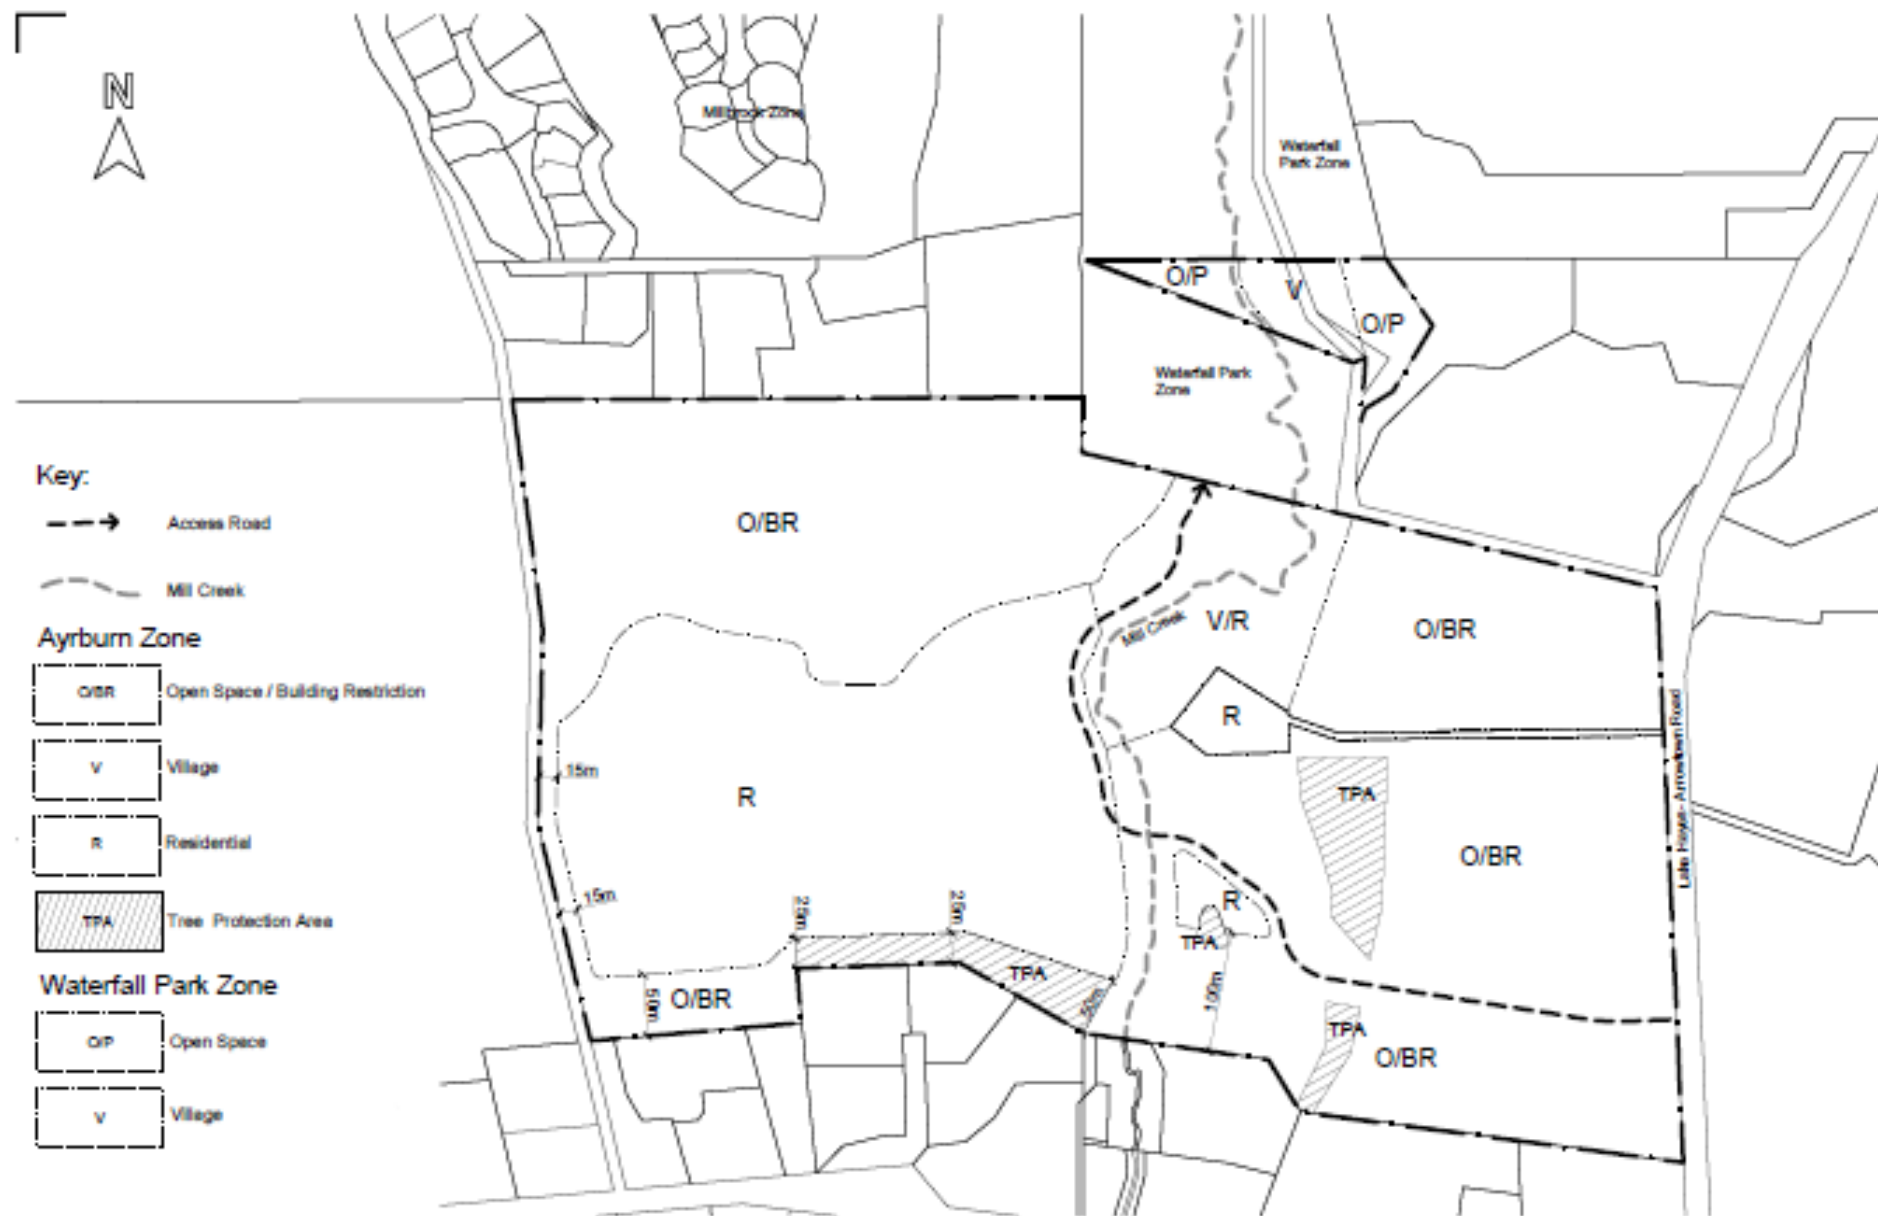 N
Millbrook Zone
Waterfall
Park Zone
O/P
V
O/P
Waterfall Park
Zone
Key:
Access Road
Mill Creek
Ayrburn Zone
O/BR
Open Space / Building Restriction
V
Village
R
Residential
TPA
Tree Protection Area
Waterfall Park Zone
O/P
Open Space
V
Village
O/BR
Mill Creek
V/R
O/BR
R
15m
R
TPA
Lake Hayes- Arrowtown Road
O/BR
15m
25m
25m
R
TPA
TPA
50m
O/BR
50m
100m
TPA
O/BR